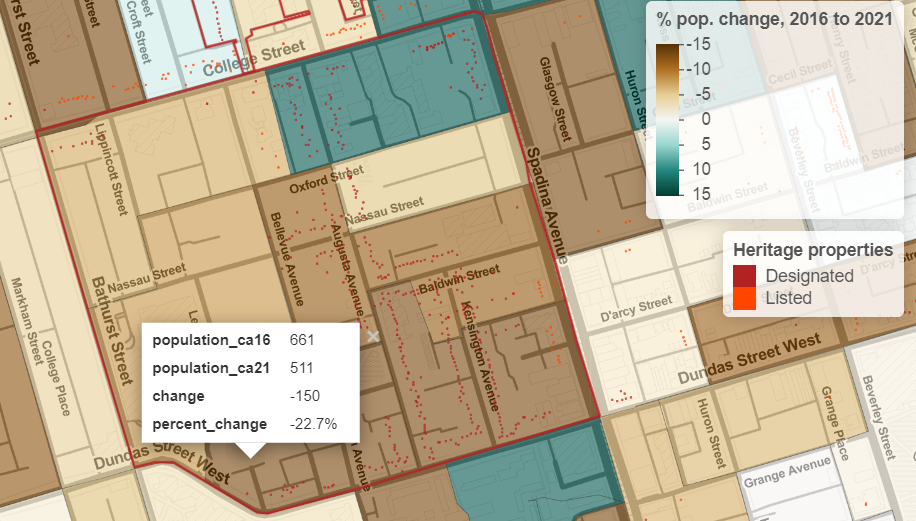 % pop. change, 2016 to 2021
-15
-10
-5
0
5
10
15
Heritage properties
Designated
Listed
population_ca16 661
population_ca21 511
change -150
percent_change -22.7%
Croft Street
College Street
Lippincott Street
Oxford Street
Nassau Street
Bellevue Avenue
Augusta Avenue
Nassau Street
Baldwin Street
Kensington Avenue
Spadina Avenue
Glasgow Street
Huron
Cecil Street
Beverley Street
Baldwin Street
Baldwin Street
D'arcy Street
D'arcy
Bathurst Street
Markham Street
College Place
Dundas Street West
Dundas Street West
Huron Street
Grange Place
Beverley Street
Grange Avenue
Avenue